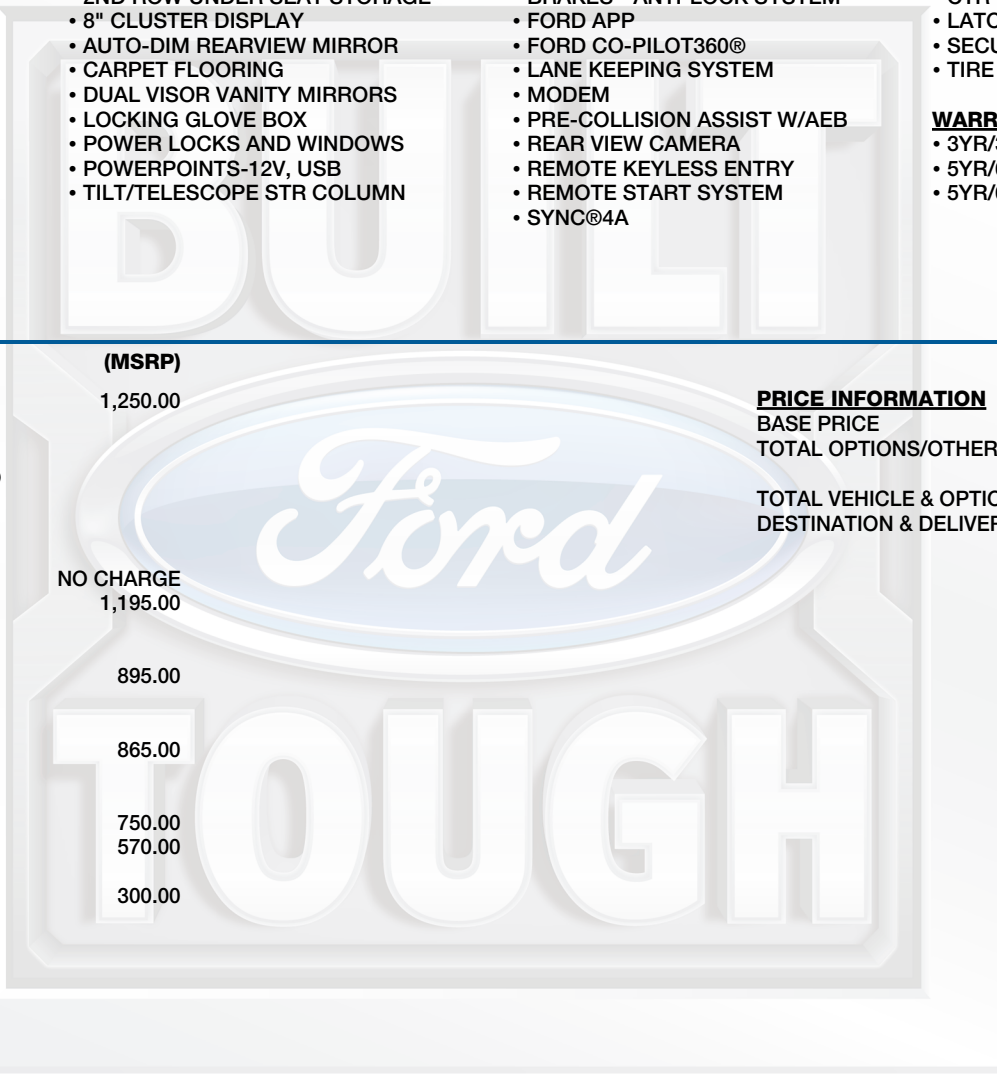 • 8" CLUSTER DISPLAY
• AUTO-DIM REARVIEW MIRROR
• CARPET FLOORING
• DUAL VISOR VANITY MIRRORS
• LOCKING GLOVE BOX
• POWER LOCKS AND WINDOWS
• POWERPOINTS-12V, USB
• TILT/TELESCOPE STR COLUMN
• FORD APP
• FORD CO-PILOT360®
• LANE KEEPING SYSTEM
• MODEM
• PRE-COLLISION ASSIST W/AEB
• REAR VIEW CAMERA
• REMOTE KEYLESS ENTRY
• REMOTE START SYSTEM
• SYNC®4A
• TIRE
• 3YR/
• 5YR/
• 5YR/
BUILT
(MSRP)
1,250.00
NO CHARGE
1,195.00
895.00
865.00
750.00
570.00
300.00
Ford
TOUGH
PRICE INFORMATION
BASE PRICE
TOTAL OPTIONS/OTHER
TOTAL VEHICLE &
DESTINATION &